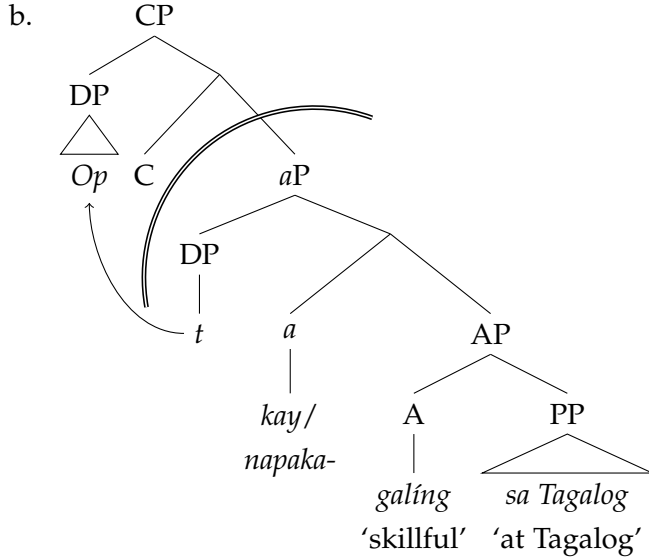 b.
CP
DP
Op C aP
DP
t a AP
kay/ A PP
napaka-
galíng sa Tagalog
‘skillful’ ‘at Tagalog’